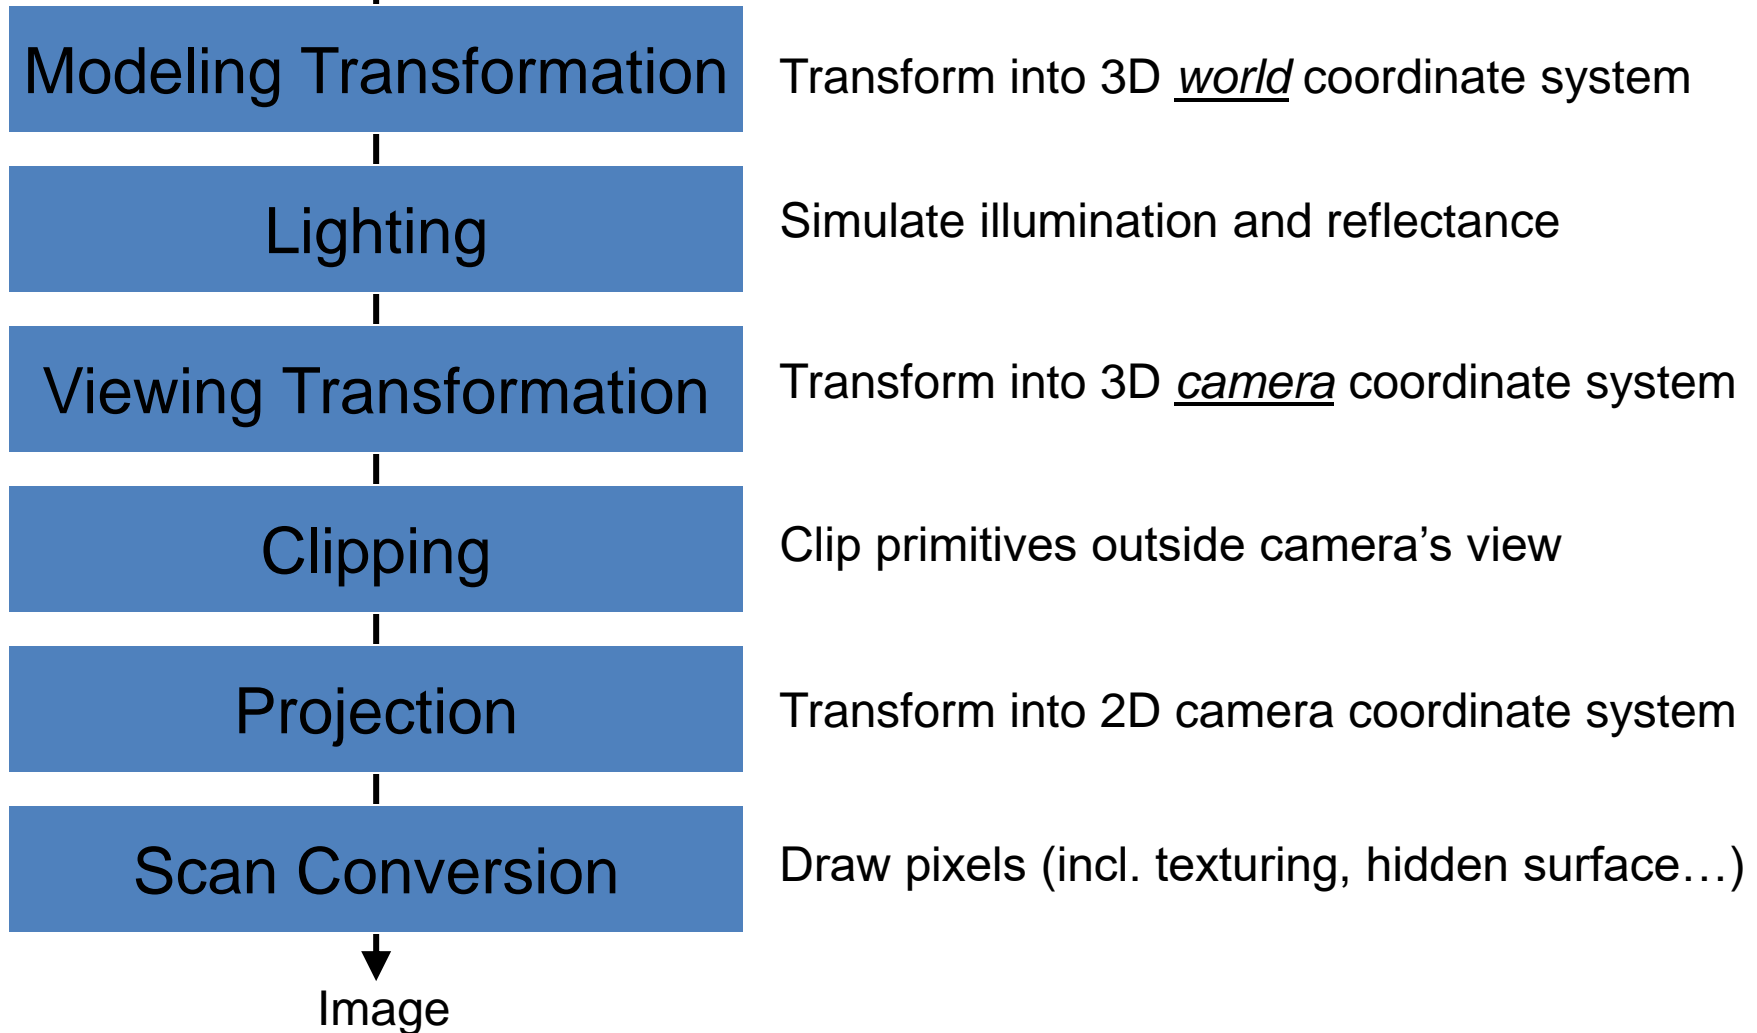 Modeling Transformation
Transform into 3D world coordinate system
Lighting
Simulate illumination and reflectance
Viewing Transformation
Transform into 3D camera coordinate system
Clipping
Clip primitives outside camera’s view
Projection
Transform into 2D camera coordinate system
Scan Conversion
Draw pixels (incl. texturing, hidden surface…)
Image